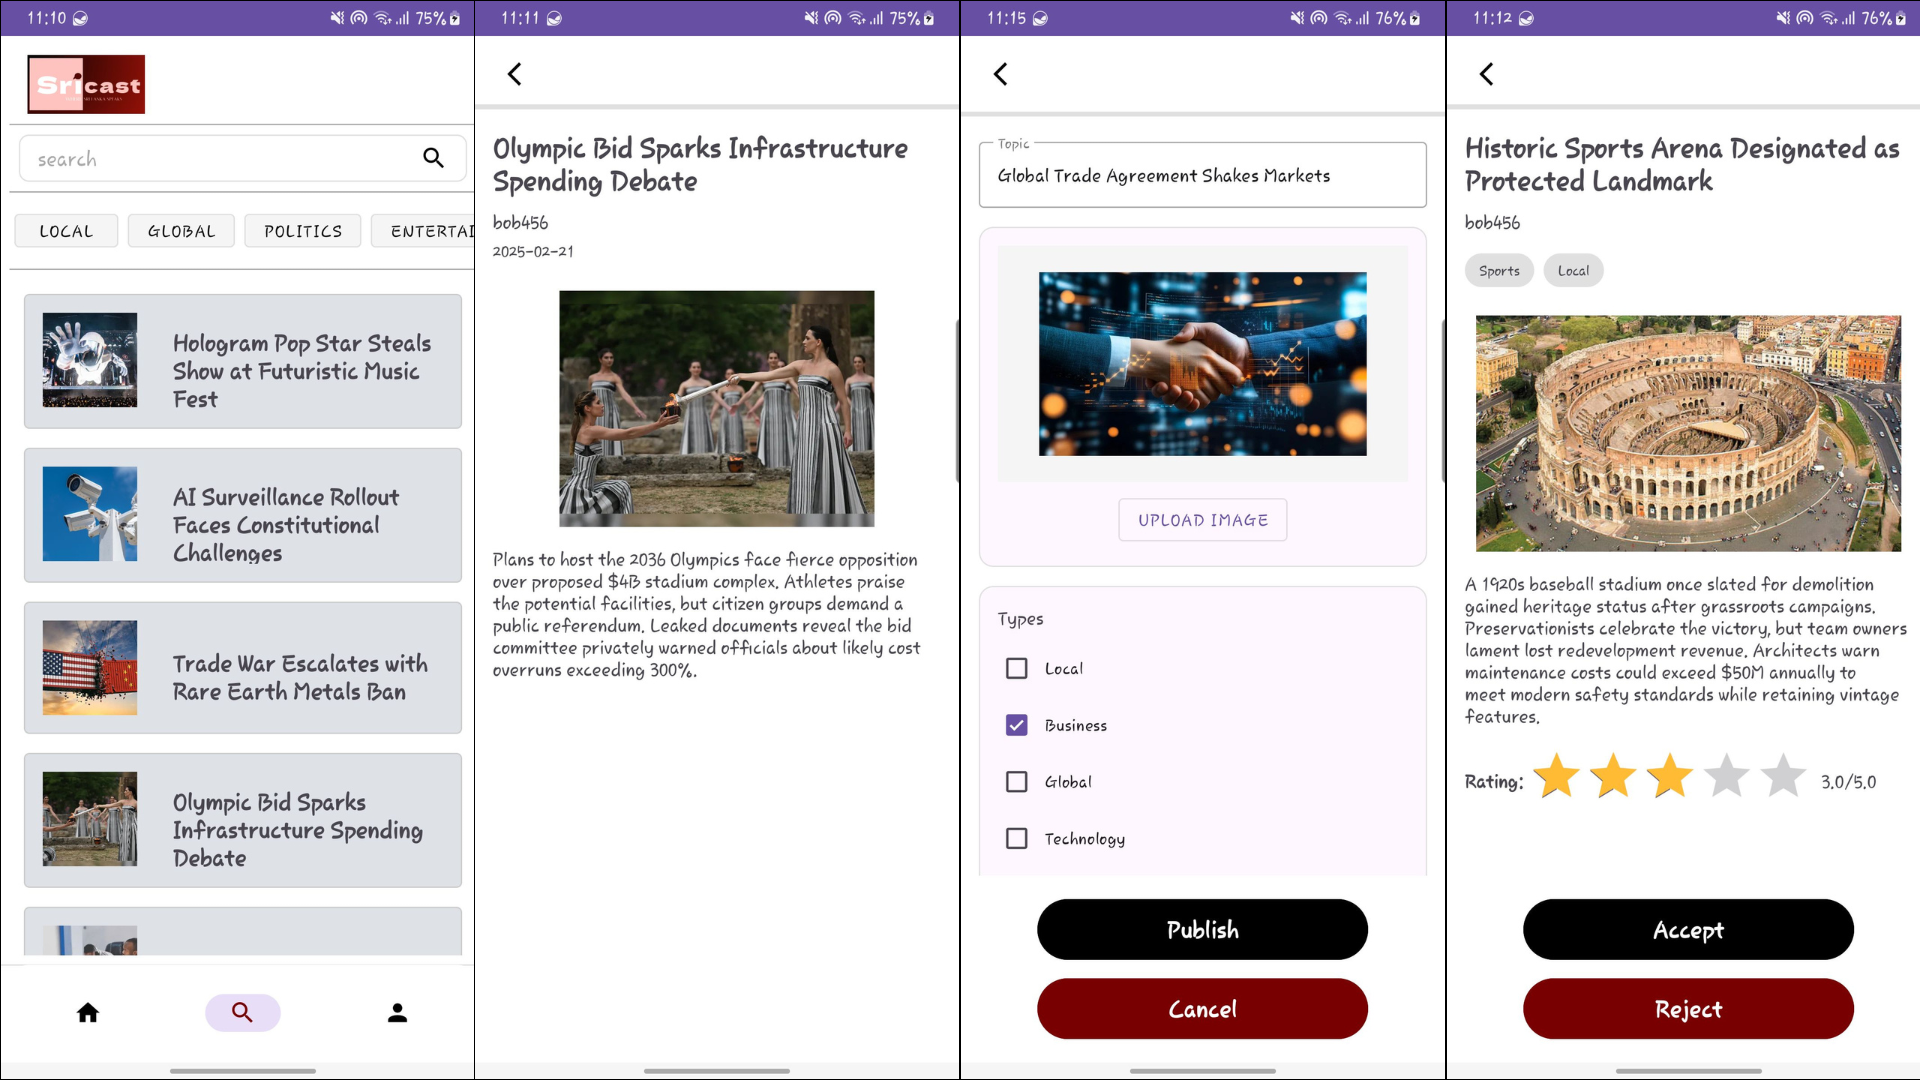 11:10
75%
Sricast
search
LOCAL
GLOBAL
POLITICS
ENTERTAI
Hologram Pop Star Steals
Show at Futuristic Music
Fest
AI Surveillance Rollout
Faces Constitutional
Challenges
Trade War Escalates with
Rare Earth Metals Ban
Olympic Bid Sparks
Infrastructure Spending
Debate
11:11
75%
Olympic Bid Sparks Infrastructure
Spending Debate
bob456
2025-02-21
Plans to host the 2036 Olympics face fierce opposition
over proposed $4B stadium complex. Athletes praise
the potential facilities, but citizen groups demand a
public referendum. Leaked documents reveal the bid
committee privately warned officials about likely cost
overruns exceeding 300%.
11:15
76%
Topic
Global Trade Agreement Shakes Markets
UPLOAD IMAGE
Types
Local
Business
Global
Technology
Publish
Cancel
11:12
76%
Historic Sports Arena Designated as
Protected Landmark
bob456
Sports
Local
A 1920s baseball stadium once slated for demolition
gained heritage status after grassroots campaigns.
Preservationists celebrate the victory, but team owners
lament lost redevelopment revenue. Architects warn
maintenance costs could exceed $50M annually to
meet modern safety standards while retaining vintage
features.
Rating:
3.0/5.0
Accept
Reject